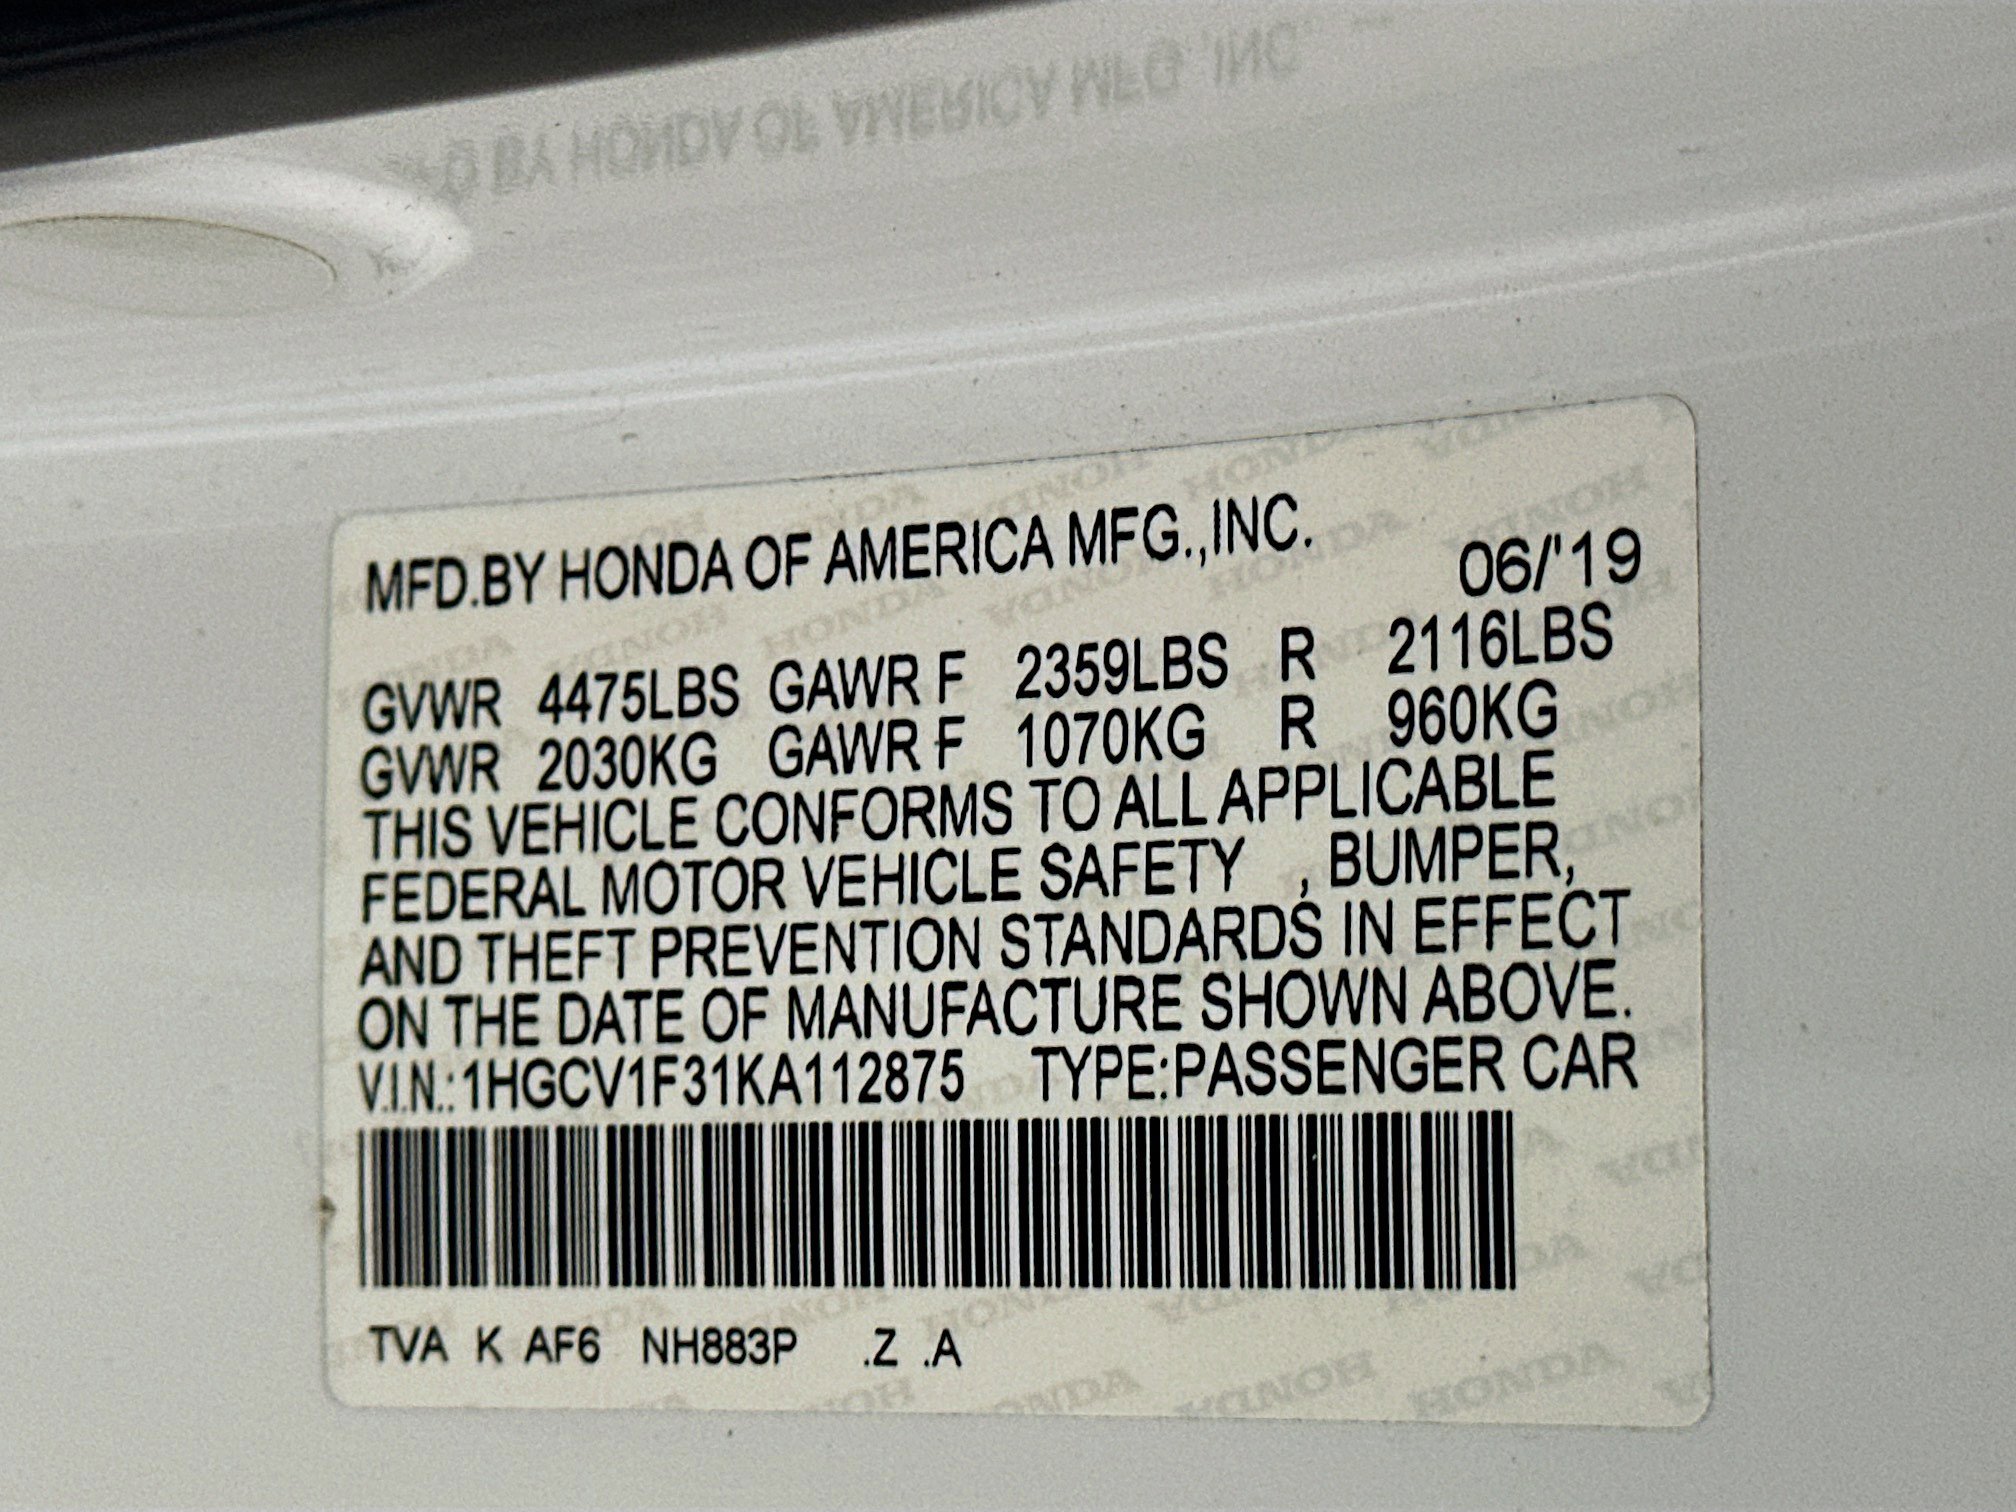 MFD.BY HONDA OF AMERICA MFG.,INC. 06/'19
GVWR 4475LBS GAWR F 2359LBS R 2116LBS
GVWR 2030KG GAWR F 1070KG R 960KG
THIS VEHICLE CONFORMS TO ALL APPLICABLE
FEDERAL MOTOR VEHICLE SAFETY , BUMPER,
AND THEFT PREVENTION STANDARDS IN EFFECT
ON THE DATE OF MANUFACTURE SHOWN ABOVE.
V.I.N.:1HGCV1F31KA112875 TYPE:PASSENGER CAR
TVA K AF6 NH883P .Z .A